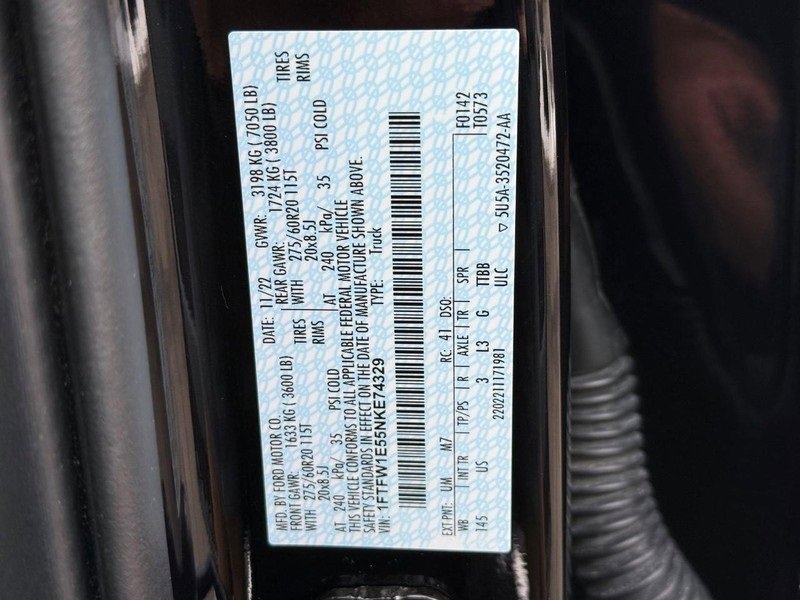 MFD. BY FORD MOTOR CO. DATE: 11/22 GVWR: 3198 KG ( 7050 LB)
FRONT GAWR: 1633 KG ( 3600 LB) REAR GAWR: 1724 KG ( 3800 LB)
WITH 275/60R20 115T TIRES WITH 275/60R20 115T TIRES
20x8.5J RIMS 20x8.5J RIMS
AT 240 kPa/ 35 PSI COLD AT 240 kPa/ 35 PSI COLD
THIS VEHICLE CONFORMS TO ALL APPLICABLE FEDERAL MOTOR VEHICLE
SAFETY STANDARDS IN EFFECT ON THE DATE OF MANUFACTURE SHOWN ABOVE.
VIN: 1FTFW1E55NKE74329 TYPE: Truck
EXT PNT: UM M7 RC: 41 DSO: F0142
WB INT TR TP/PS R AXLE TR SPR T0573
145 US 3 L3 G TTBB
2202211171981 ULC ▽ 5U5A-3520472-AA